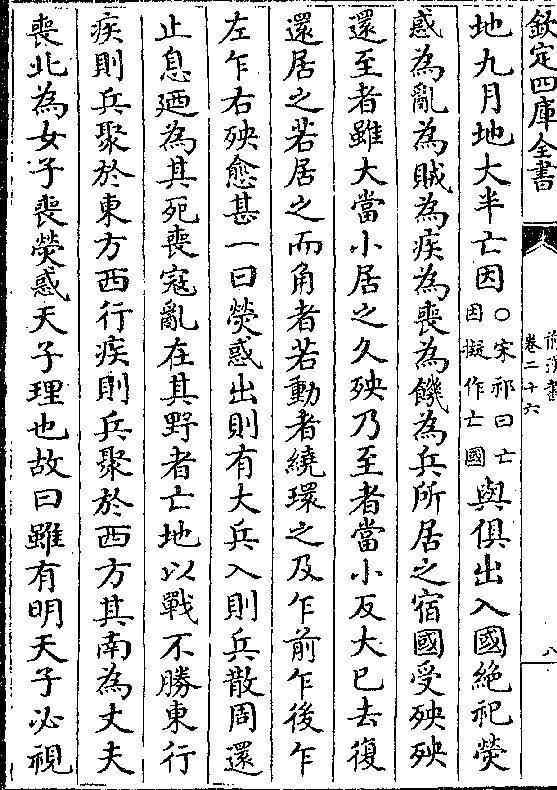 欽定四庫全書
前漢書
卷二十六
八
地九月地大半亡因
○宋祁曰亡
因擬作亡國
與俱出入國絶祀熒
惑為亂為賊為疾為喪為饑為兵所居之宿國受殃殃
還至者雖大當小居之久殃乃至者當小反大已去復
還居之若居之而角者若動者繞環之及乍前乍後乍
左乍右殃愈甚一曰熒惑出則有大兵入則兵散周還
止息廼為其死喪寇亂在其野者亡地以戰不勝東行
疾則兵聚於東方西行疾則兵聚於西方其南為丈夫
喪北為女子喪熒惑天子理也故曰雖有明天子必視